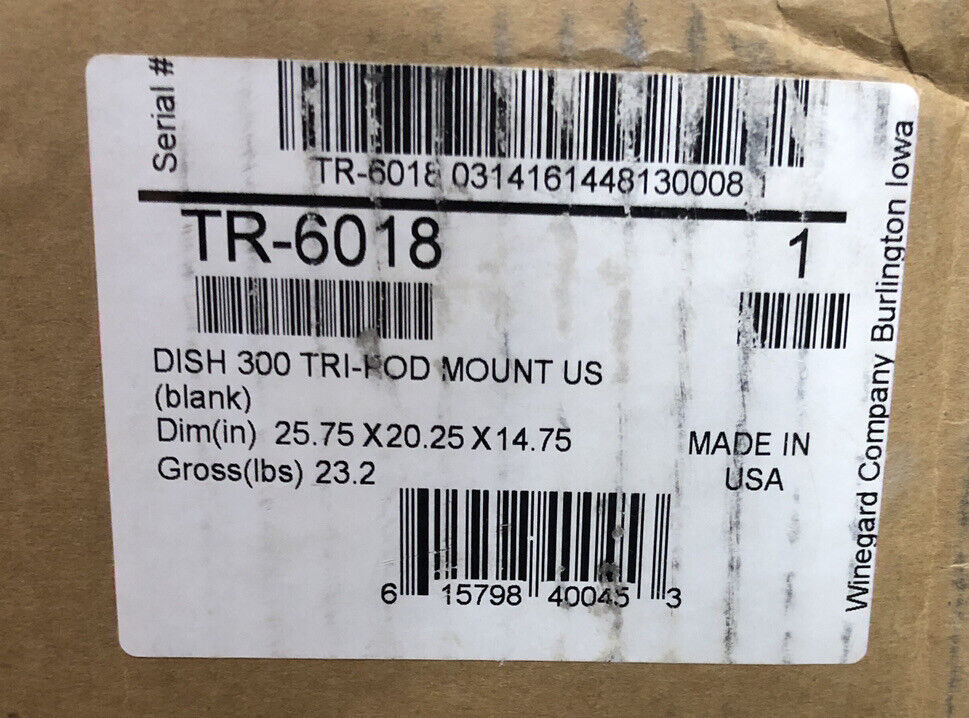 Serial #
TR-6018 0314161448130008 1
TR-6018
1
DISH 300 TRI-POD MOUNT US
(blank)
Dim(in) 25.75 X 20.25 X 14.75
Gross(lbs) 23.2
MADE IN
USA
6 15798 40045 3
Winegard Company Burlington Iowa